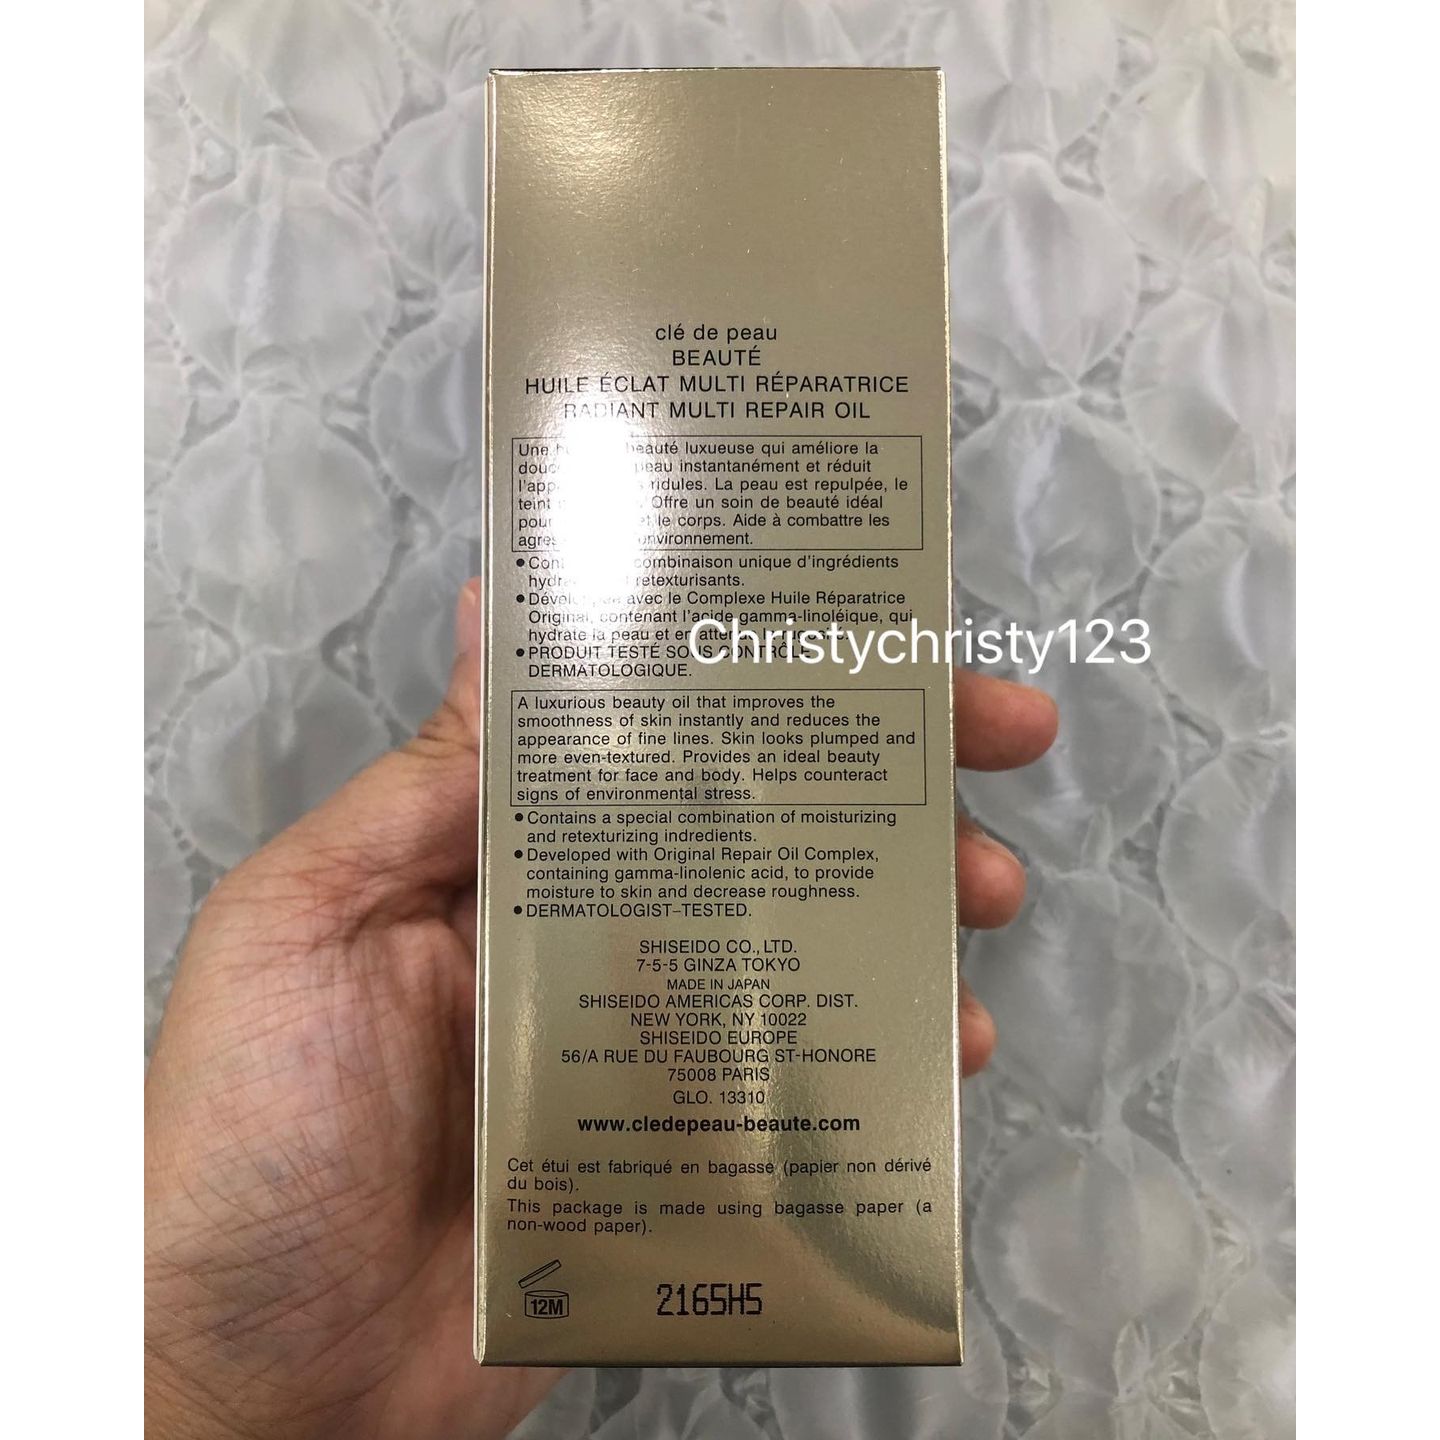 clé de peau
BEAUTÉ
HUILE ÉCLAT MULTI RÉPARATRICE
RADIANT MULTI REPAIR OIL
Une beauté luxueuse qui améliore la
peau instantanément et réduit
ridules. La peau est repulpée, le
teint Offre un soin de beauté idéal
pour et le corps. Aide à combattre les
environnement.
• combinaison unique d'ingrédients
retexturisants.
• avec le Complexe Huile Réparatrice
Original, contenant l'acide gamma-linoléique, qui
hydrate la peau et en
• PRODUIT TESTÉ SOUS CONTRÔLE
DERMATOLOGIQUE.
Christychristy123
A luxurious beauty oil that improves the
smoothness of skin instantly and reduces the
appearance of fine lines. Skin looks plumped and
more even-textured. Provides an ideal beauty
treatment for face and body. Helps counteract
signs of environmental stress.
• Contains a special combination of moisturizing
and retexturizing indredients.
• Developed with Original Repair Oil Complex,
containing gamma-linolenic acid, to provide
moisture to skin and decrease roughness.
• DERMATOLOGIST–TESTED.
SHISEIDO CO., LTD.
7-5-5 GINZA TOKYO
MADE IN JAPAN
SHISEIDO AMERICAS CORP. DIST.
NEW YORK, NY 10022
SHISEIDO EUROPE
56/A RUE DU FAUBOURG ST-HONORE
75008 PARIS
GLO. 13310
www.cledepeau-beaute.com
Cet étui est fabriqué en bagasse (papier non dérivé
du bois).
This package is made using bagasse paper (a
non-wood paper).
12M
2165H5